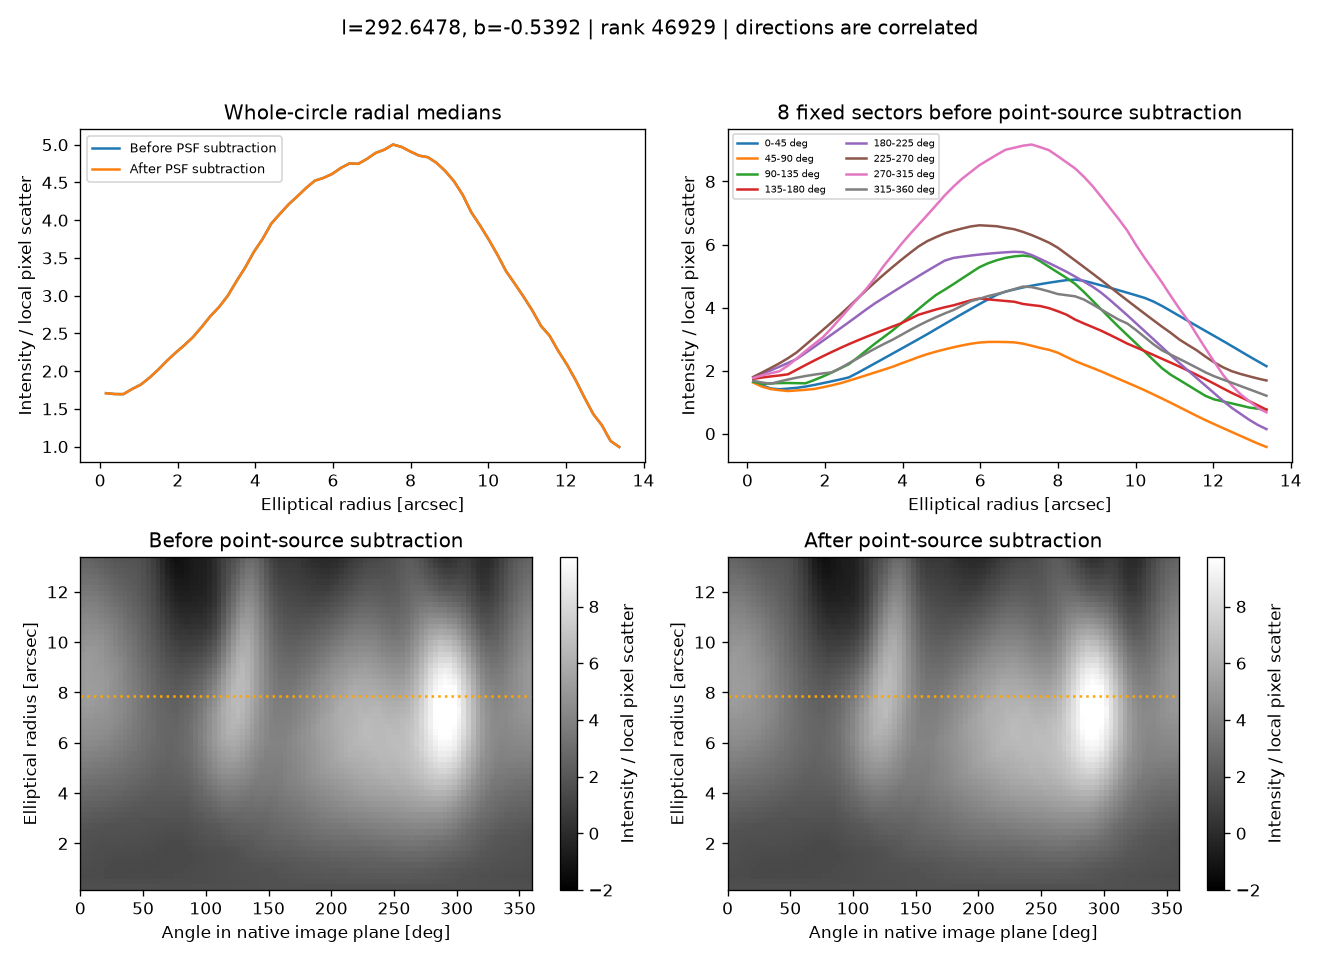 l=292.6478, b=-0.5392 | rank 46929 | directions are correlated
Whole-circle radial medians
Before PSF subtraction
After PSF subtraction
Intensity / local pixel scatter
5.0
4.5
4.0
3.5
3.0
2.5
2.0
1.5
1.0
0 2 4 6 8 10 12 14
Elliptical radius [arcsec]
8 fixed sectors before point-source subtraction
0-45 deg
45-90 deg
90-135 deg
135-180 deg
180-225 deg
225-270 deg
270-315 deg
315-360 deg
Intensity / local pixel scatter
8
6
4
2
0
0 2 4 6 8 10 12 14
Elliptical radius [arcsec]
Before point-source subtraction
Elliptical radius [arcsec]
12
10
8
6
4
2
0 50 100 150 200 250 300 350
Angle in native image plane [deg]
8
6
4
2
0
−2
Intensity / local pixel scatter
After point-source subtraction
Elliptical radius [arcsec]
12
10
8
6
4
2
0 50 100 150 200 250 300 350
Angle in native image plane [deg]
8
6
4
2
0
−2
Intensity / local pixel scatter